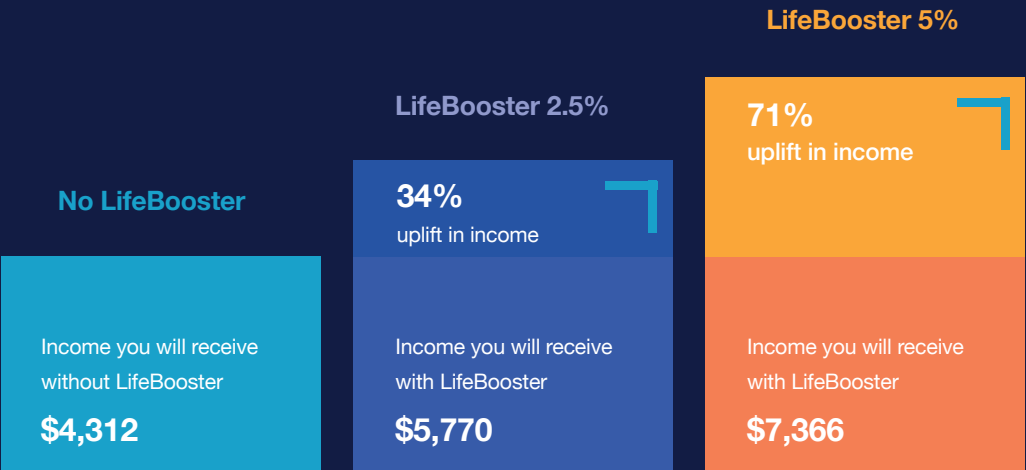 No LifeBooster
Income you will receive
without LifeBooster
$4,312
LifeBooster 2.5%
34%
uplift in income
Income you will receive
with LifeBooster
$5,770
LifeBooster 5%
71%
uplift in income
Income you will receive
with LifeBooster
$7,366